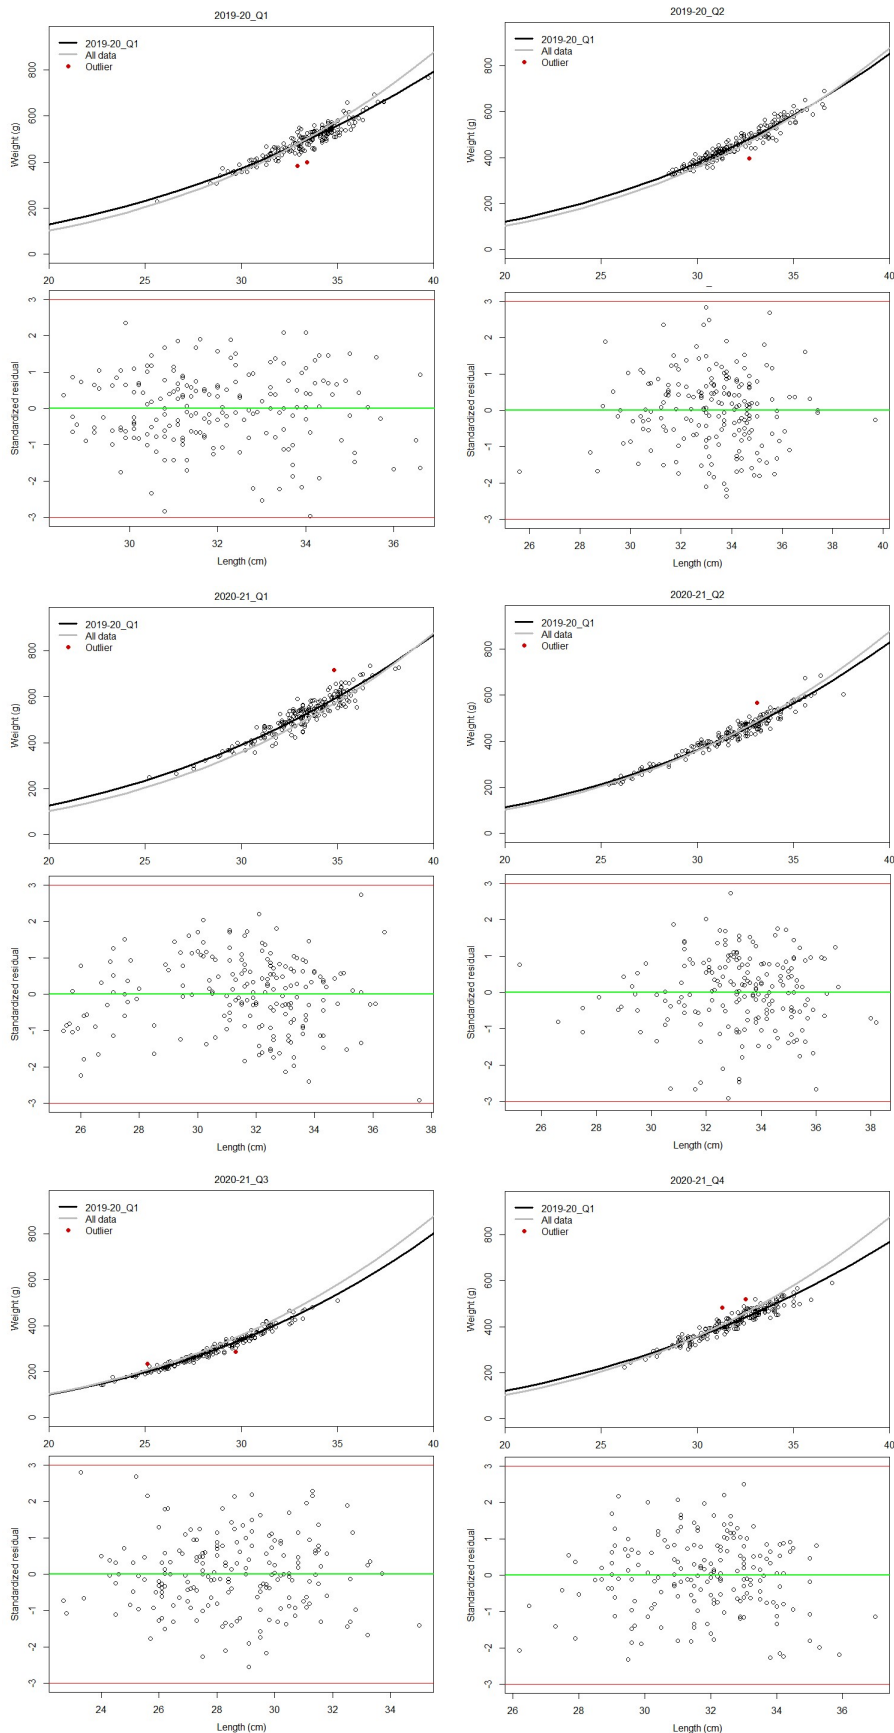 2019-20_Q1
2019-20_Q1
All data
Outlier
Weight (g)
0 200 400 600 800
20 25 30 35 40
Standardized residual
-3 -2 -1 0 1 2 3
30 32 34 36
Length (cm)
2019-20_Q2
2019-20_Q1
All data
Outlier
Weight (g)
0 200 400 600 800
20 25 30 35 40
Standardized residual
-3 -2 -1 0 1 2 3
26 28 30 32 34 36 38 40
Length (cm)
2020-21_Q1
2019-20_Q1
All data
Outlier
Weight (g)
0 200 400 600 800
20 25 30 35 40
Standardized residual
-3 -2 -1 0 1 2 3
26 28 30 32 34 36 38
Length (cm)
2020-21_Q2
2019-20_Q1
All data
Outlier
Weight (g)
0 200 400 600 800
20 25 30 35 40
Standardized residual
-3 -2 -1 0 1 2 3
26 28 30 32 34 36 38
Length (cm)
2020-21_Q3
2019-20_Q1
All data
Outlier
Weight (g)
0 200 400 600 800
20 25 30 35 40
Standardized residual
-3 -2 -1 0 1 2 3
24 26 28 30 32 34
Length (cm)
2020-21_Q4
2019-20_Q1
All data
Outlier
Weight (g)
0 200 400 600 800
20 25 30 35 40
Standardized residual
-3 -2 -1 0 1 2 3
26 28 30 32 34 36
Length (cm)